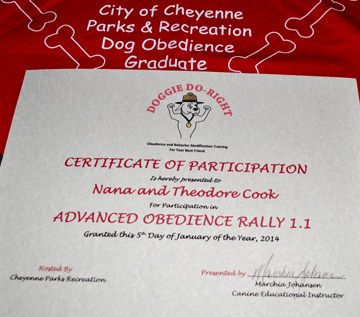 City of Cheyenne
Parks & Recreation
Dog Obedience
Graduate
DOGGIE DO-RIGHT
Obedience and Behavior Modification Training
For Your Best Friend
CERTIFICATE OF PARTICIPATION
Is hereby presented to
Nana and Theodore Cook
For Participation in
ADVANCED OBEDIENCE RALLY 1.1
Granted this 5th Day of January of the Year, 2014
Hosted By
Cheyenne Parks Recreation
Presented by Marchia Johansen
Marchia Johansen
Canine Educational Instructor